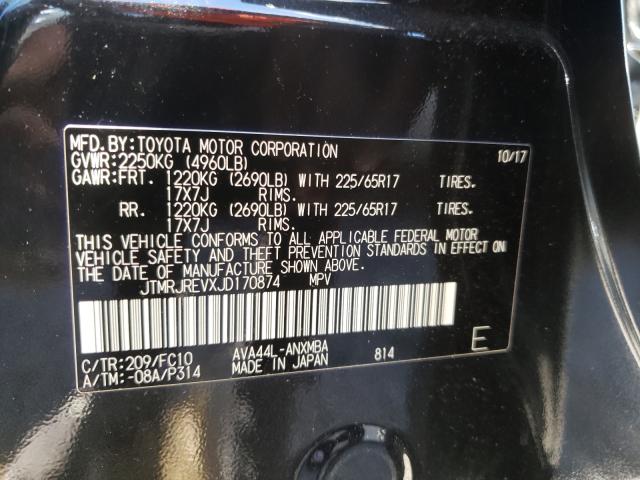 MFD.BY:TOYOTA MOTOR CORPORATION 10/17
GVWR:2250KG (4960LB)
GAWR:FRT. 1220KG (2690LB) WITH 225/65R17 TIRES.
17X7J RIMS.
RR. 1220KG (2690LB) WITH 225/65R17 TIRES.
17X7J RIMS.
THIS VEHICLE CONFORMS TO ALL APPLICABLE FEDERAL MOTOR
VEHICLE SAFETY AND THEFT PREVENTION STANDARDS IN EFFECT ON
THE DATE OF MANUFACTURE SHOWN ABOVE.
JTMRJREVXJD170874 MPV
C/TR:209/FC10 AVA44L-ANXMBA
A/TM:-08A/P314 MADE IN JAPAN 814 E